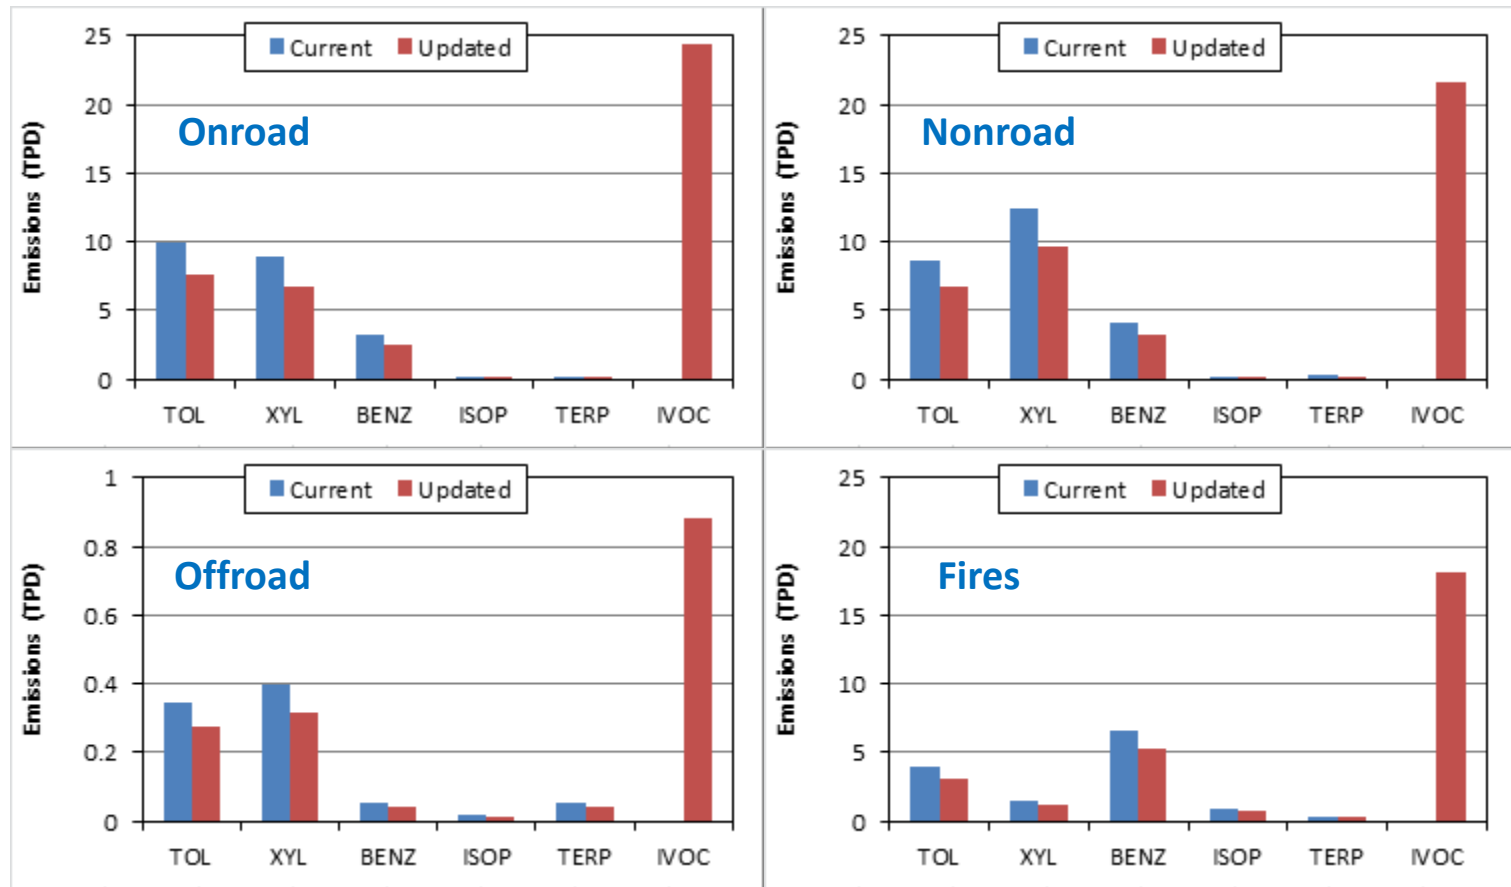 25
20
15
10
5
0
Emissions (TPD)
Current Updated
Onroad
TOL XYL BENZ ISOP TERP IVOC
25
20
15
10
5
0
Emissions (TPD)
Current Updated
Nonroad
TOL XYL BENZ ISOP TERP IVOC
1
0.8
0.6
0.4
0.2
0
Emissions (TPD)
Current Updated
Offroad
TOL XYL BENZ ISOP TERP IVOC
25
20
15
10
5
0
Emissions (TPD)
Current Updated
Fires
TOL XYL BENZ ISOP TERP IVOC